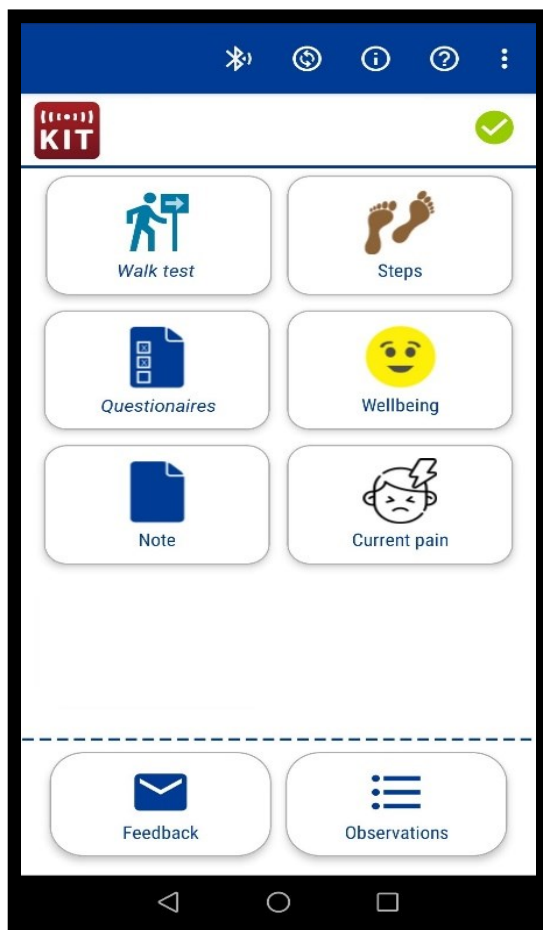 KIT
Walk test
Steps
Questionaires
Wellbeing
Note
Current pain
Feedback
Observations